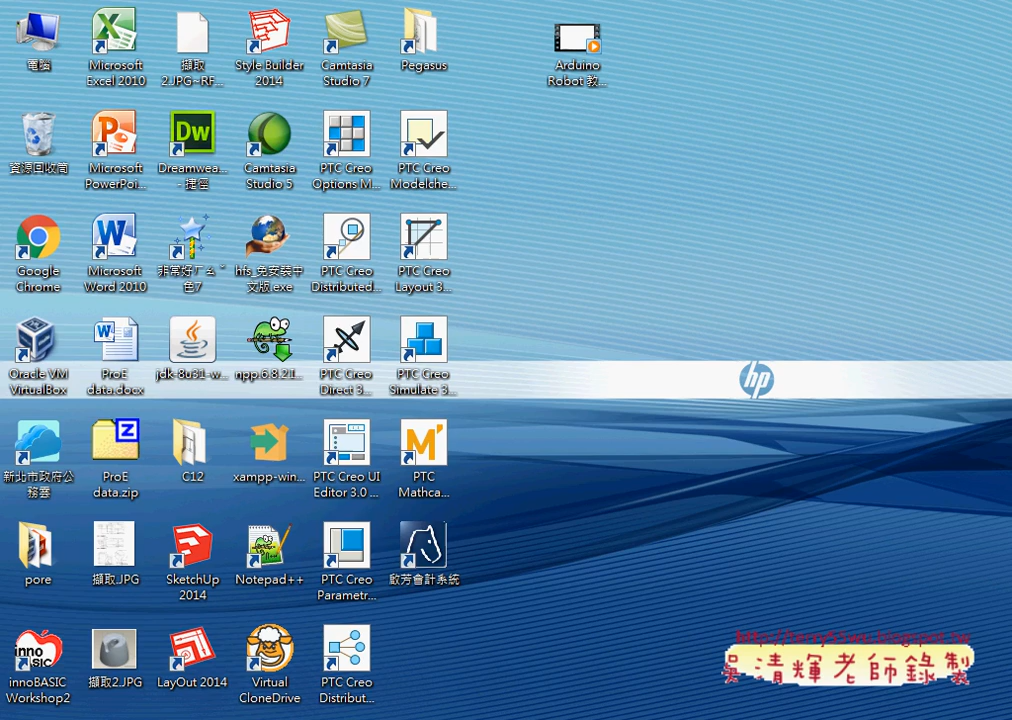 電腦
Microsoft
Excel 2010
擷取
2.JPG~RF...
Style Builder
2014
Camtasia
Studio 7
Pegasus
Arduino
Robot 教...
資源回收筒
Microsoft
PowerPoi...
Dw
Dreamwea...
- 捷徑
Camtasia
Studio 5
PTC Creo
Options M...
PTC Creo
Modelche...
Google
Chrome
Microsoft
Word 2010
非常好ㄏㄠˇ
色7
hfs_免安裝中
文版.exe
PTC Creo
Distributed...
PTC Creo
Layout 3...
Oracle VM
VirtualBox
ProE
data.docx
jdk-8u31-w...
npp.6.8.21...
PTC Creo
Direct 3...
PTC Creo
Simulate 3...
hp
新北市政府公
務雲
ProE
data.zip
C12
xampp-win...
PTC Creo UI
Editor 3.0 ...
PTC
Mathca...
pore
擷取.JPG
SketchUp
2014
Notepad++
PTC Creo
Parametr...
啟芳會計系統
inno
BASIC
innoBASIC
Workshop2
擷取2.JPG
LayOut 2014
Virtual
CloneDrive
PTC Creo
Distribut...
http://terry55wu.blogspot.tw
吳清輝老師錄製